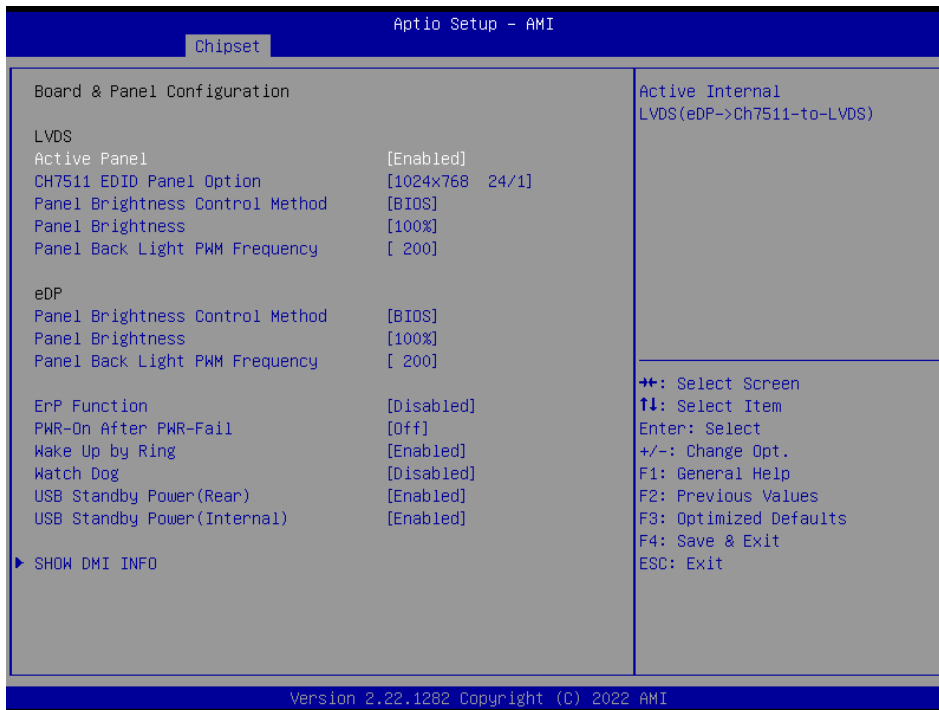 Aptio Setup – AMI
Chipset
Board & Panel Configuration
LVDS
Active Panel [Enabled]
CH7511 EDID Panel Option [1024x768  24/1]
Panel Brightness Control Method [BIOS]
Panel Brightness [100%]
Panel Back Light PWM Frequency [ 200]
eDP
Panel Brightness Control Method [BIOS]
Panel Brightness [100%]
Panel Back Light PWM Frequency [ 200]
ErP Function [Disabled]
PWR-On After PWR-Fail [Off]
Wake Up by Ring [Enabled]
Watch Dog [Disabled]
USB Standby Power(Rear) [Enabled]
USB Standby Power(Internal) [Enabled]
▶ SHOW DMI INFO
Active Internal
LVDS(eDP->Ch7511-to-LVDS)
→←: Select Screen
↑↓: Select Item
Enter: Select
+/-: Change Opt.
F1: General Help
F2: Previous Values
F3: Optimized Defaults
F4: Save & Exit
ESC: Exit
Version 2.22.1282 Copyright (C) 2022 AMI